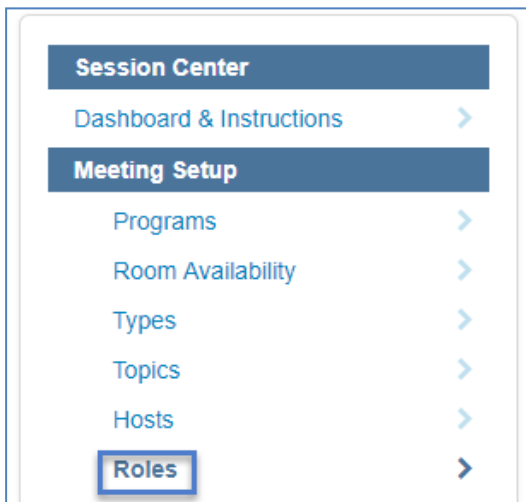 Session Center
Dashboard & Instructions
Meeting Setup
Programs
Room Availability
Types
Topics
Hosts
Roles